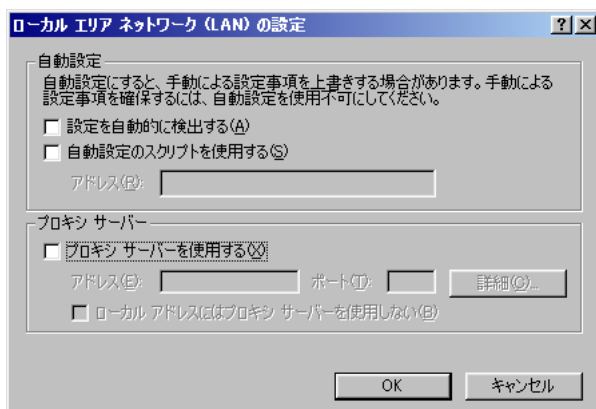 ローカル エリア ネットワーク (LAN) の設定
自動設定
自動設定にすると、手動による設定事項を上書きする場合があります。手動による
設定事項を確保するには、自動設定を使用不可にしてください。
設定を自動的に検出する(A)
自動設定のスクリプトを使用する(S)
アドレス(R):
プロキシ サーバー
プロキシ サーバーを使用する(X)
アドレス(E): ポート(T): 詳細(C)...
ローカル アドレスにはプロキシ サーバーを使用しない(B)
OK キャンセル